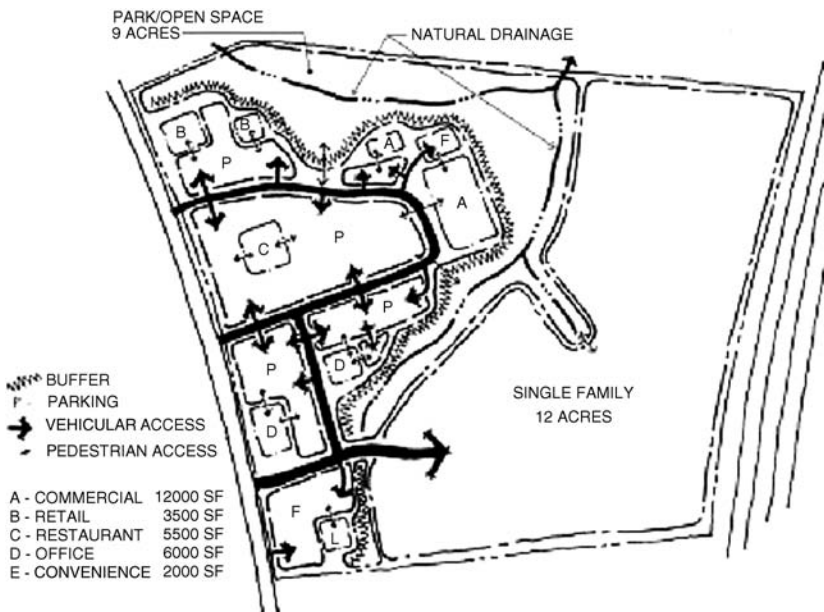 PARK/OPEN SPACE
9 ACRES
NATURAL DRAINAGE
B
B
P
A
F
A
P
C
P
D
P
D
SINGLE FAMILY
12 ACRES
F
L
BUFFER
P - PARKING
VEHICULAR ACCESS
PEDESTRIAN ACCESS
A - COMMERCIAL 12000 SF
B - RETAIL 3500 SF
C - RESTAURANT 5500 SF
D - OFFICE 6000 SF
E - CONVENIENCE 2000 SF